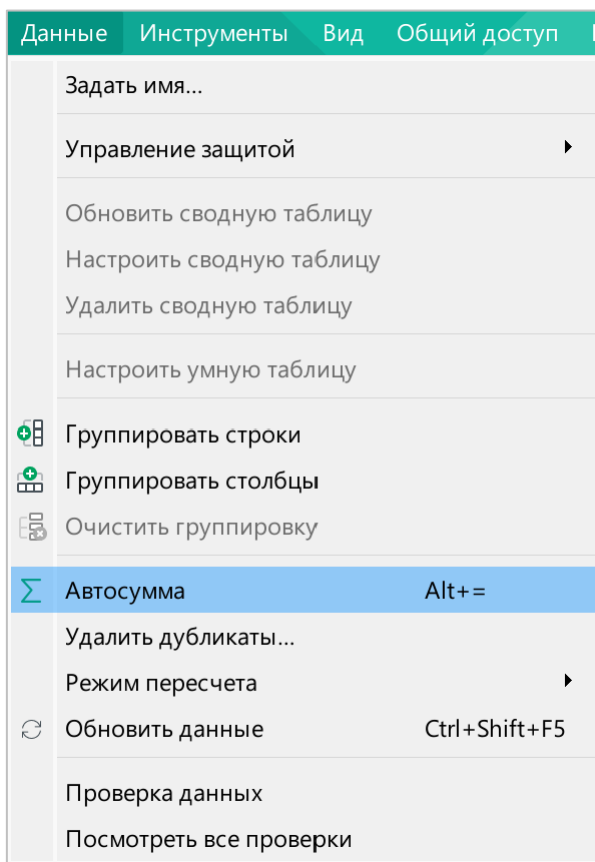 Данные Инструменты Вид Общий доступ
Задать имя...
Управление защитой
Обновить сводную таблицу
Настроить сводную таблицу
Удалить сводную таблицу
Настроить умную таблицу
Группировать строки
Группировать столбцы
Очистить группировку
Автосумма Alt+=
Удалить дубликаты...
Режим пересчета
Обновить данные Ctrl+Shift+F5
Проверка данных
Посмотреть все проверки